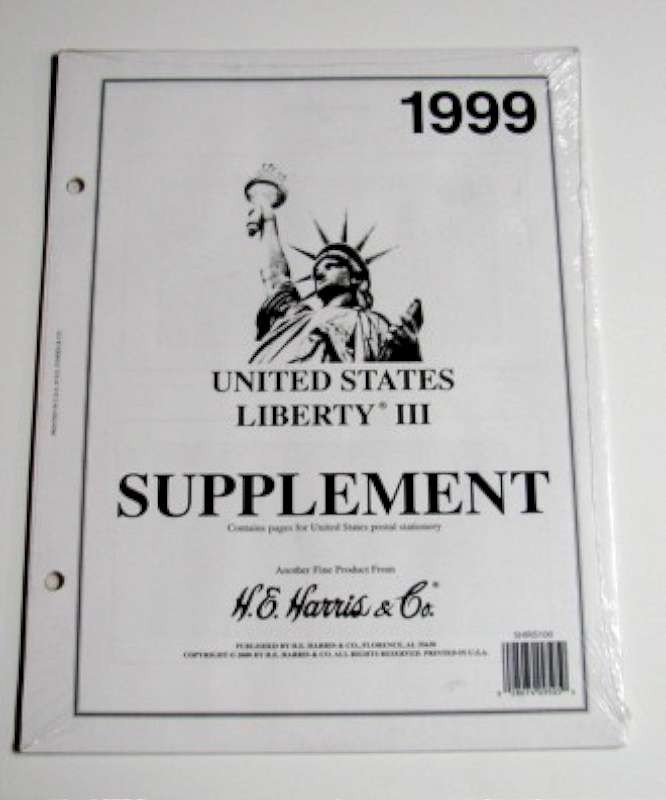 1999
UNITED STATES
LIBERTY® III
SUPPLEMENT
Contains pages for United States postal stationery
Another Fine Product From
H.E. Harris & Co.®
PUBLISHED BY H.E. HARRIS & CO., FLORENCE, AL
COPYRIGHT © 2000 BY H.E. HARRIS & CO. ALL RIGHTS RESERVED. PRINTED IN U.S.A.